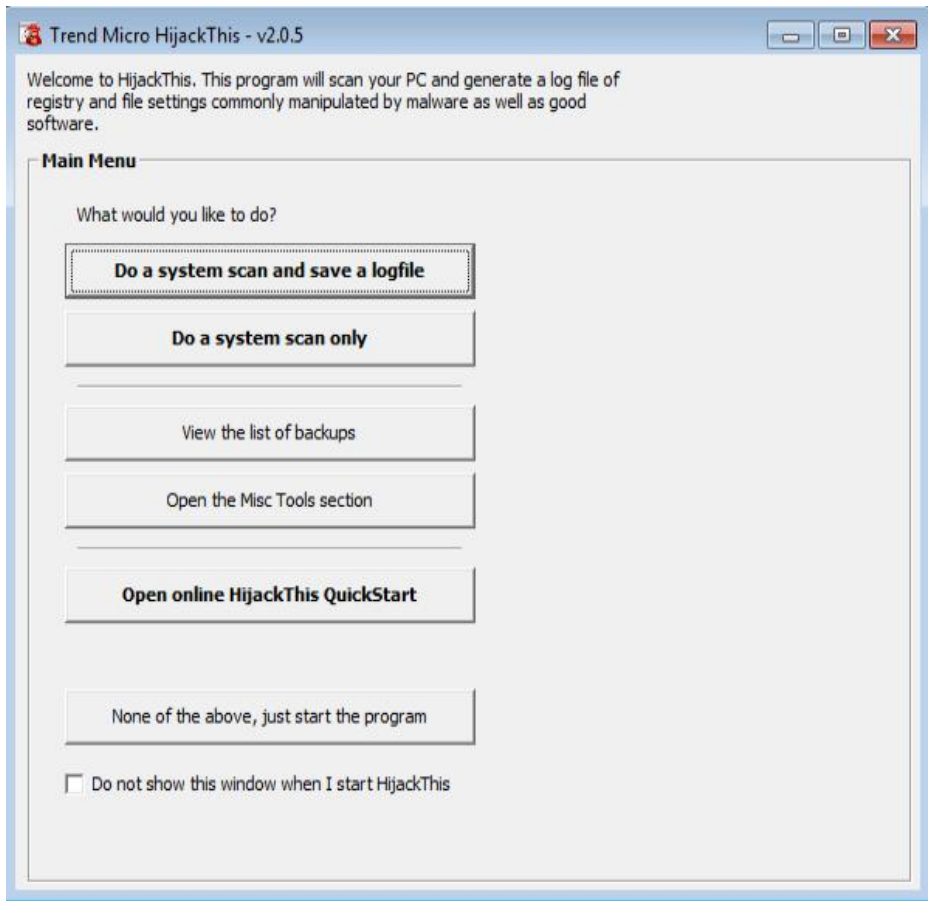 Trend Micro HijackThis - v2.0.5
Welcome to HijackThis. This program will scan your PC and generate a log file of
registry and file settings commonly manipulated by malware as well as good
software.
Main Menu
What would you like to do?
Do a system scan and save a logfile
Do a system scan only
View the list of backups
Open the Misc Tools section
Open online HijackThis QuickStart
None of the above, just start the program
Do not show this window when I start HijackThis